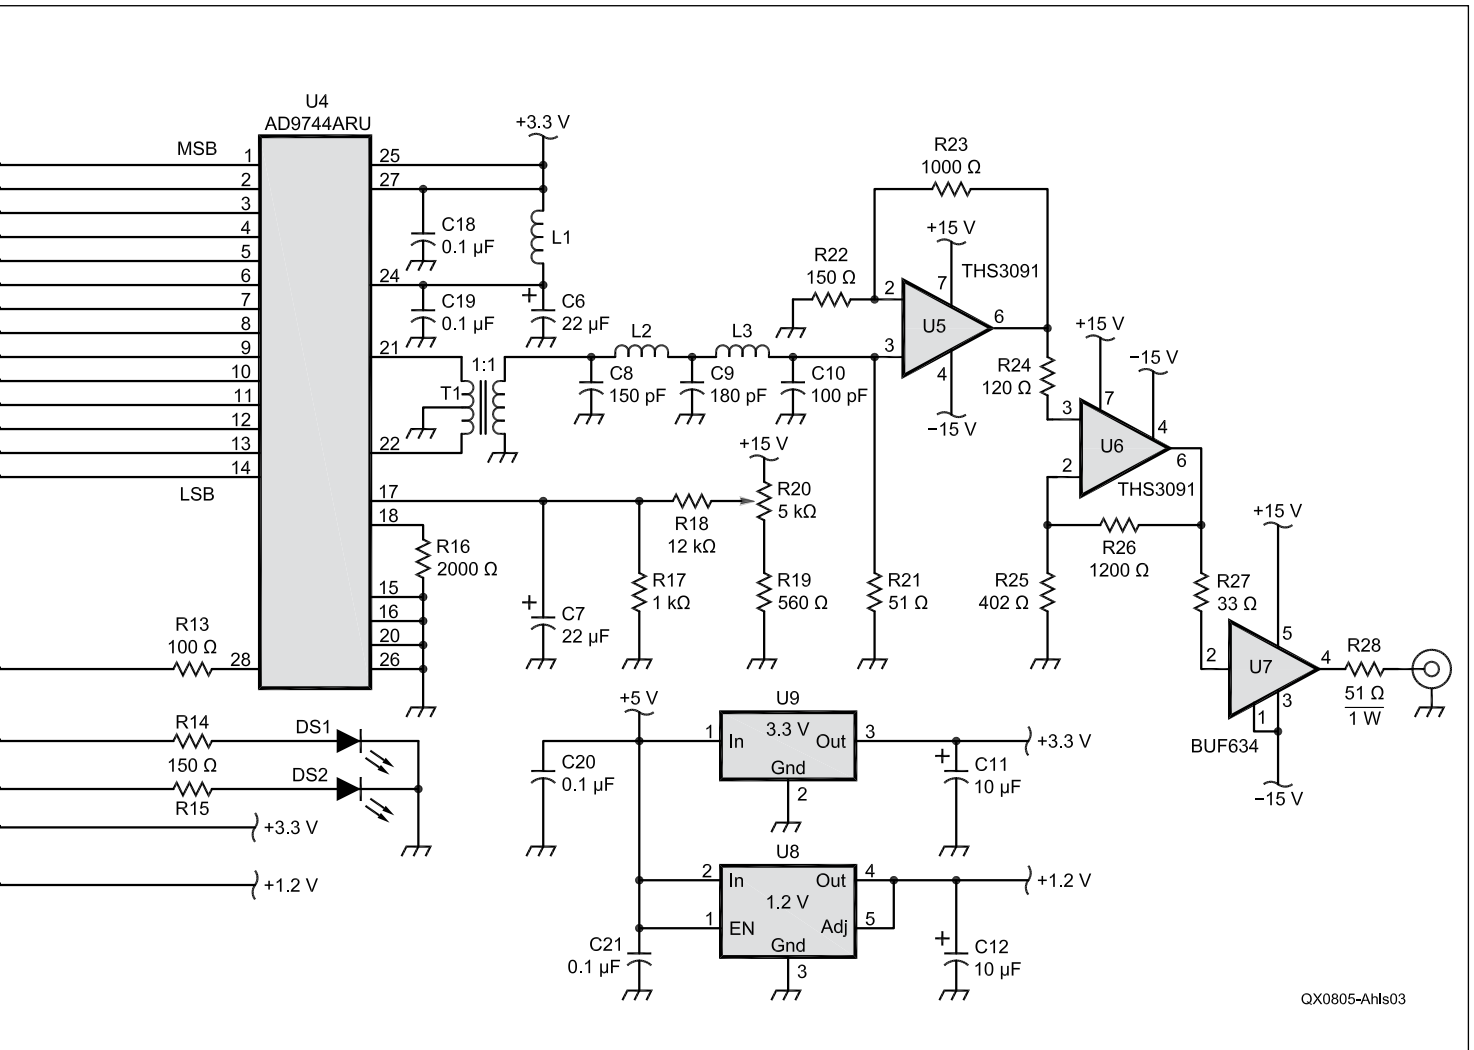 U4
AD9744ARU
MSB
1
2
3
4
5
6
7
8
9
10
11
12
13
14
LSB
28
25
27
24
21
22
17
18
15
16
20
26
+3.3 V
C18
0.1 µF
L1
C19
0.1 µF
C6
+
22 µF
T1
1:1
L2
L3
C8
150 pF
C9
180 pF
C10
100 pF
R23
1000 Ω
R22
150 Ω
+15 V
THS3091
2
7
3
U5
6
4
−15 V
R24
120 Ω
+15 V
−15 V
3
7
4
U6
2
6
THS3091
+15 V
R20
5 kΩ
R18
12 kΩ
R16
2000 Ω
R17
1 kΩ
R19
560 Ω
R21
51 Ω
R25
402 Ω
R26
1200 Ω
R27
33 Ω
+
C7
22 µF
+15 V
5
2
U7
4
3
1
BUF634
−15 V
R28
51 Ω
1 W
R13
100 Ω
R14
150 Ω
R15
DS1
DS2
+3.3 V
+1.2 V
+5 V
C20
0.1 µF
U9
1
In
3.3 V
Out
3
Gnd
2
+
C11
10 µF
+3.3 V
U8
2
In
Out
4
1.2 V
1
EN
Adj
5
Gnd
3
C21
0.1 µF
+
C12
10 µF
+1.2 V
QX0805-Ahls03